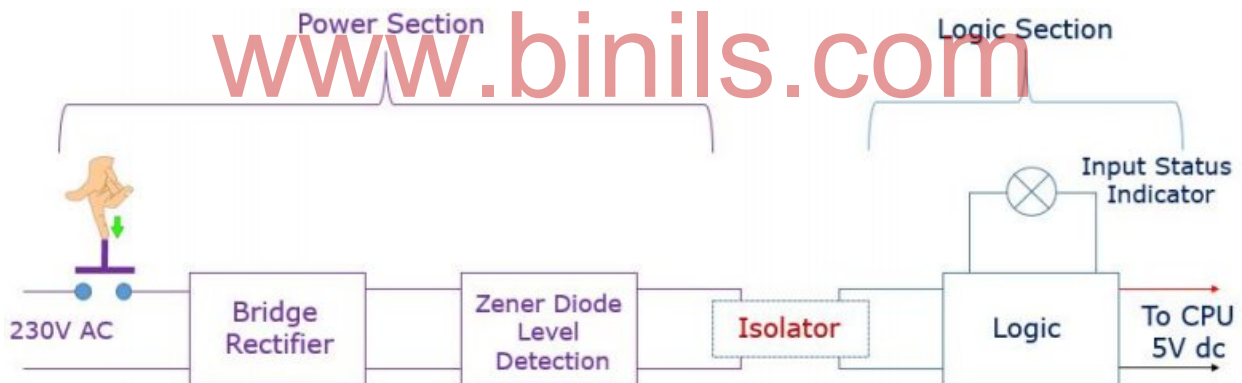 Power Section
Logic Section
www.binils.com
Input Status
Indicator
230V AC
Bridge
Rectifier
Zener Diode
Level
Detection
Isolator
Logic
To CPU
5V dc